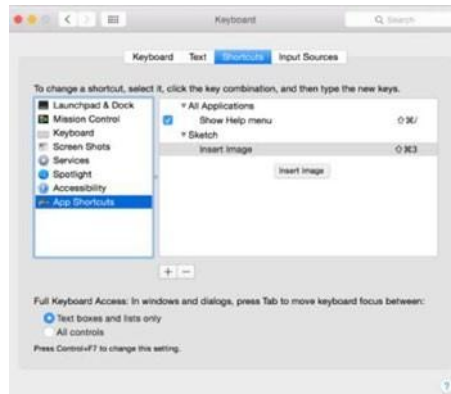 Keyboard
Search
Keyboard Text Shortcuts Input Sources
To change a shortcut, select it, click the key combination, and then type the new keys.
Launchpad & Dock
Mission Control
Keyboard
Screen Shots
Services
Spotlight
Accessibility
App Shortcuts
All Applications
Show Help menu ⇧⌘/
Sketch
Insert Image ⇧⌘3
Insert Image
+ −
Full Keyboard Access: In windows and dialogs, press Tab to move keyboard focus between:
Text boxes and lists only
All controls
Press Control+F7 to change this setting.
?